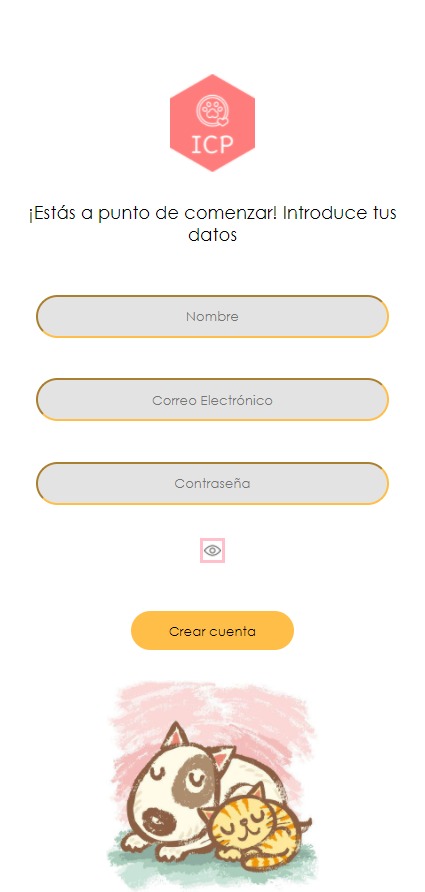 ICP
¡Estás a punto de comenzar! Introduce tus
datos
Nombre
Correo Electrónico
Contraseña
Crear cuenta